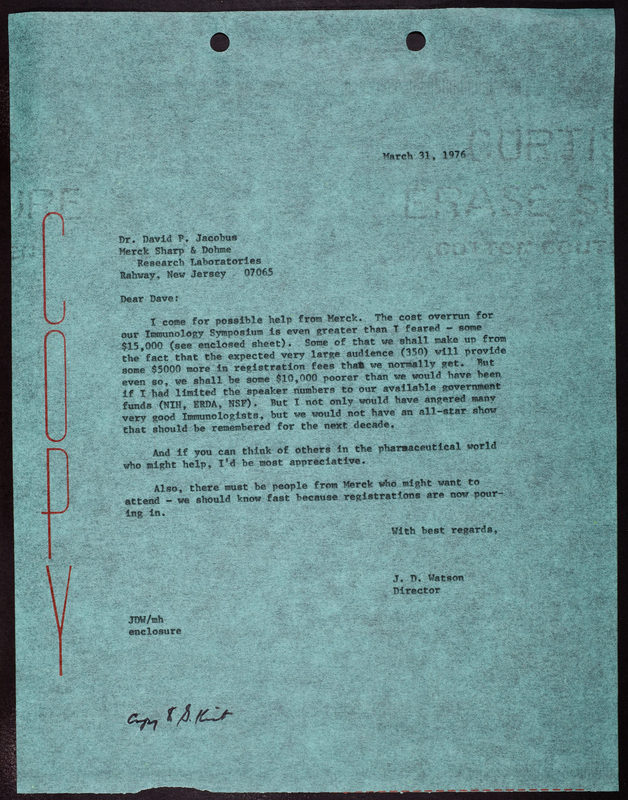 March 31, 1976
Dr. David P. Jacobus
Merck Sharp & Dohme
Research Laboratories
Rahway, New Jersey 07065
Dear Dave:
I come for possible help from Merck. The cost overrun for
our Immunology Symposium is even greater than I feared - some
$15,000 (see enclosed sheet). Some of that we shall make up from
the fact that the expected very large audience (350) will provide
some $5000 more in registration fees than we normally get. But
even so, we shall be some $10,000 poorer than we would have been
if I had limited the speaker numbers to our available government
funds (NIH, ERDA, NSF). But I not only would have angered many
very good Immunologists, but we would not have an all-star show
that should be remembered for the next decade.
And if you can think of others in the pharmaceutical world
who might help, I'd be most appreciative.
Also, there must be people from Merck who might want to
attend - we should know fast because registrations are now pour-
ing in.
With best regards,
J. D. Watson
Director
JDW/mh
enclosure
Copy
COPY